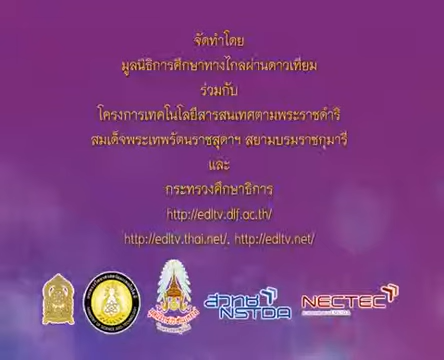 จัดทำโดย
มูลนิธิการศึกษาทางไกลผ่านดาวเทียม
ร่วมกับ
โครงการเทคโนโลยีสารสนเทศตามพระราชดำริ
สมเด็จพระเทพรัตนราชสุดาฯ สยามบรมราชกุมารี
และ
กระทรวงศึกษาธิการ
http://edltv.dlf.ac.th/
http://edltv.thai.net/, http://edltv.net/
สวทช NECTEC
NSTDA